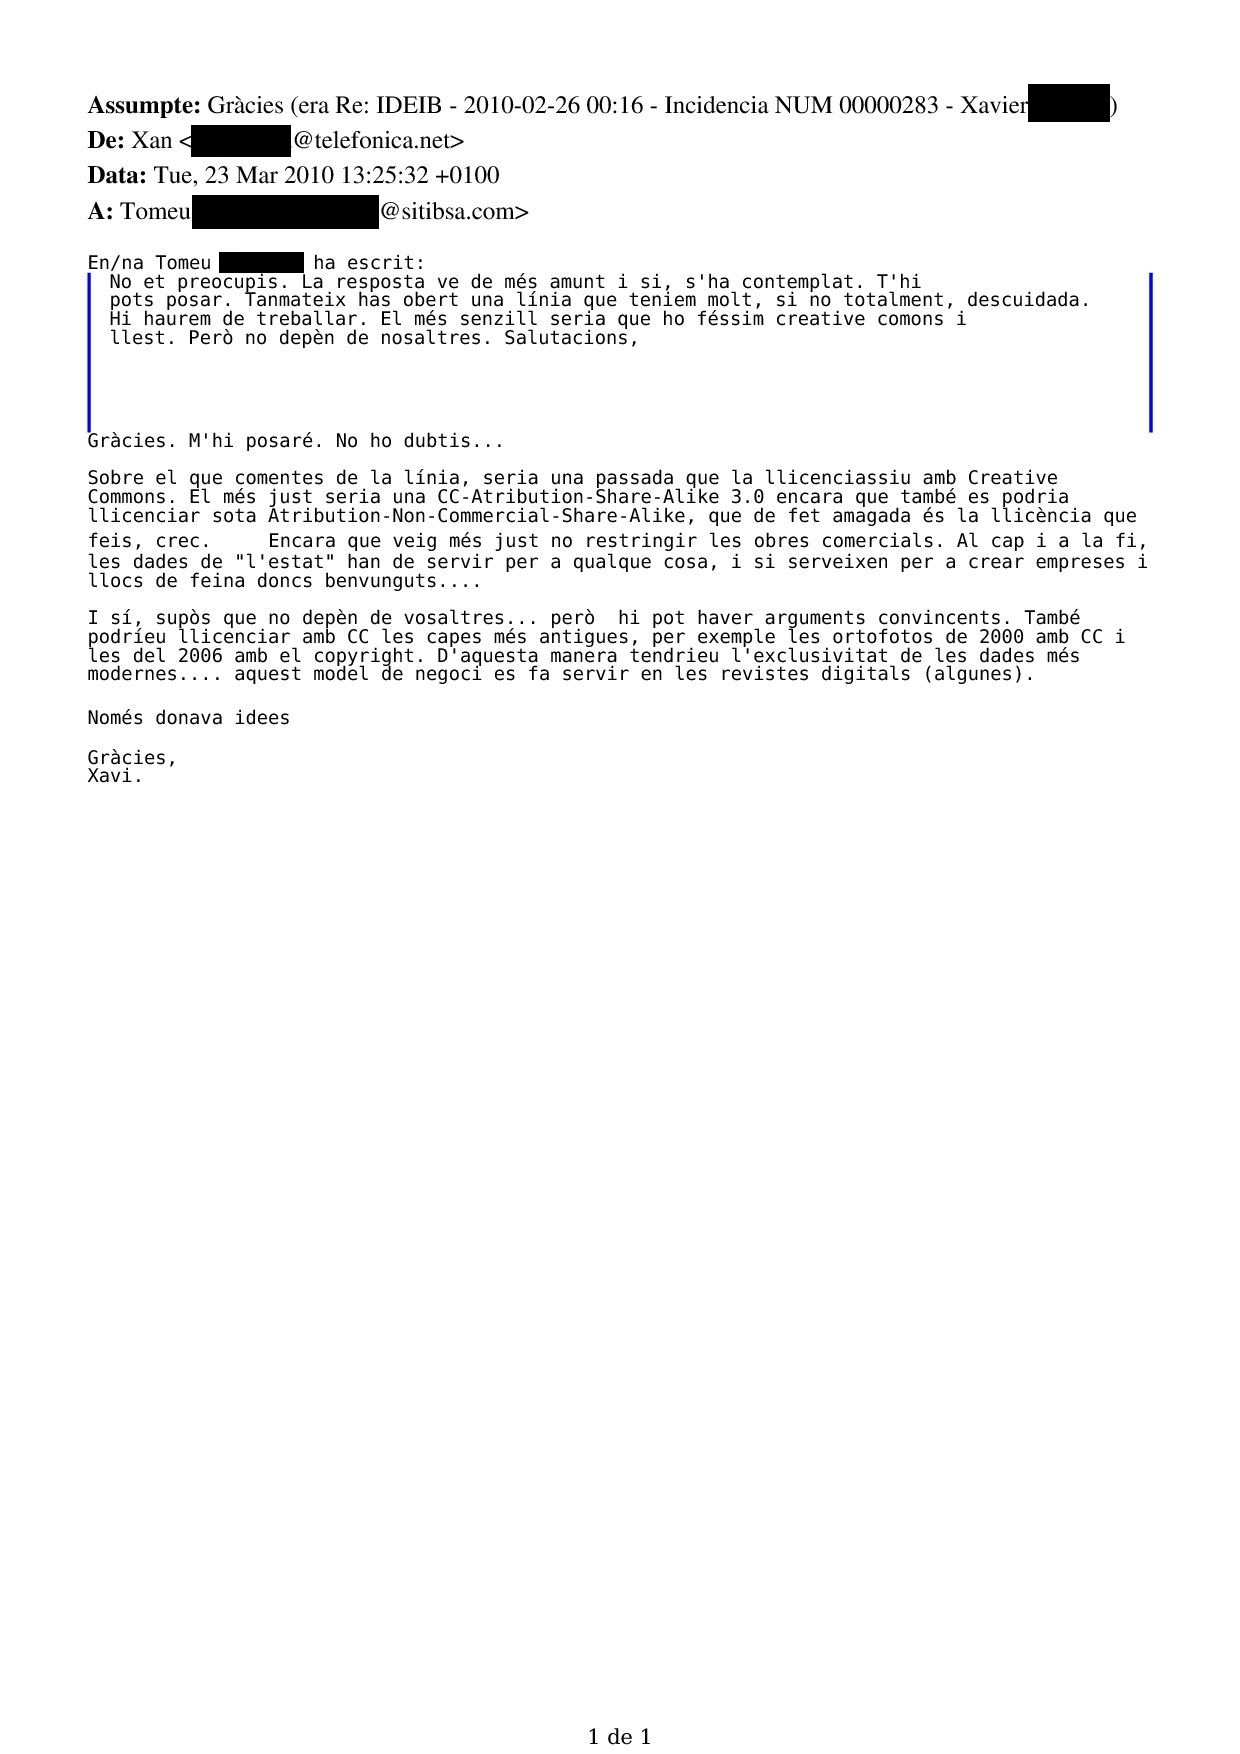 Assumpte: Gràcies (era Re: IDEIB - 2010-02-26 00:16 - Incidencia NUM 00000283 - Xavier )
De: Xan < @telefonica.net>
Data: Tue, 23 Mar 2010 13:25:32 +0100
A: Tomeu @sitibsa.com>
En/na Tomeu ha escrit:
No et preocupis. La resposta ve de més amunt i si, s'ha contemplat. T'hi
pots posar. Tanmateix has obert una línia que teniem molt, si no totalment, descuidada.
Hi haurem de treballar. El més senzill seria que ho féssim creative comons i
llest. Però no depèn de nosaltres. Salutacions,
Gràcies. M'hi posaré. No ho dubtis...
Sobre el que comentes de la línia, seria una passada que la llicenciassiu amb Creative
Commons. El més just seria una CC-Atribution-Share-Alike 3.0 encara que també es podria
llicenciar sota Atribution-Non-Commercial-Share-Alike, que de fet amagada és la llicència que
feis, crec. Encara que veig més just no restringir les obres comercials. Al cap i a la fi,
les dades de "l'estat" han de servir per a qualque cosa, i si serveixen per a crear empreses i
llocs de feina doncs benvunguts....
I sí, supòs que no depèn de vosaltres... però hi pot haver arguments convincents. També
podríeu llicenciar amb CC les capes més antigues, per exemple les ortofotos de 2000 amb CC i
les del 2006 amb el copyright. D'aquesta manera tendrieu l'exclusivitat de les dades més
modernes.... aquest model de negoci es fa servir en les revistes digitals (algunes).
Només donava idees
Gràcies,
Xavi.
1 de 1